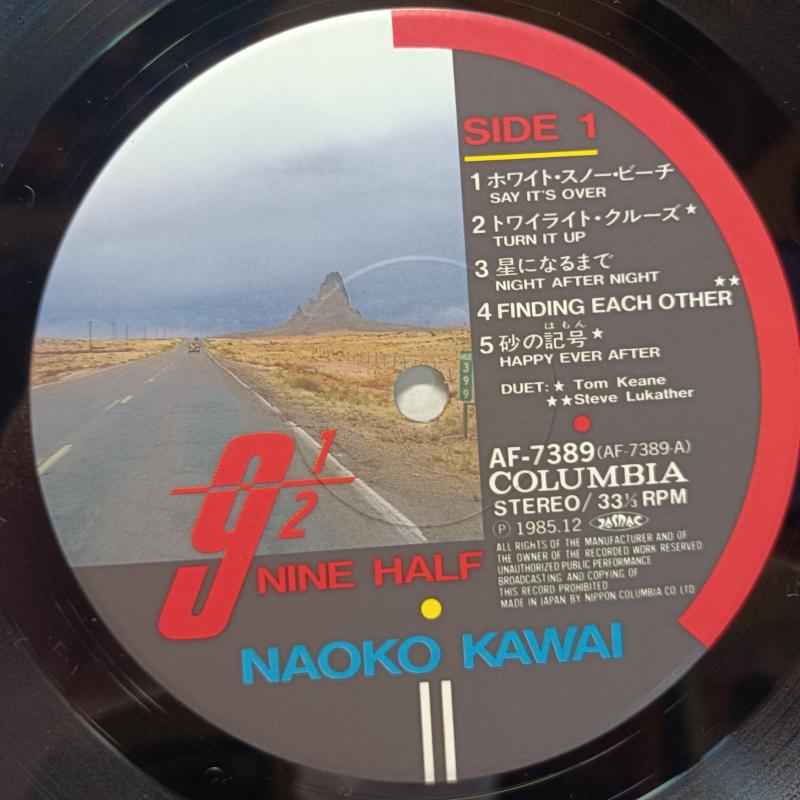 SIDE 1
1 ホワイト・スノー・ビーチ
SAY IT'S OVER
2 トワイライト・クルーズ★
TURN IT UP
3 星になるまで
NIGHT AFTER NIGHT
★★
4 FINDING EACH OTHER
はもん
5 砂の記号★
HAPPY EVER AFTER
DUET: ★ Tom Keane
★★Steve Lukather
AF-7389(AF-7389-A)
COLUMBIA
STEREO/33⅓RPM
Ⓟ 1985.12 JASRAC
ALL RIGHTS OF THE MANUFACTURER AND OF
THE OWNER OF THE RECORDED WORK RESERVED
UNAUTHORIZED PUBLIC PERFORMANCE
BROADCASTING AND COPYING OF
THIS RECORD PROHIBITED
MADE IN JAPAN BY NIPPON COLUMBIA CO LTD
399
9 1/2
NINE HALF
NAOKO KAWAI